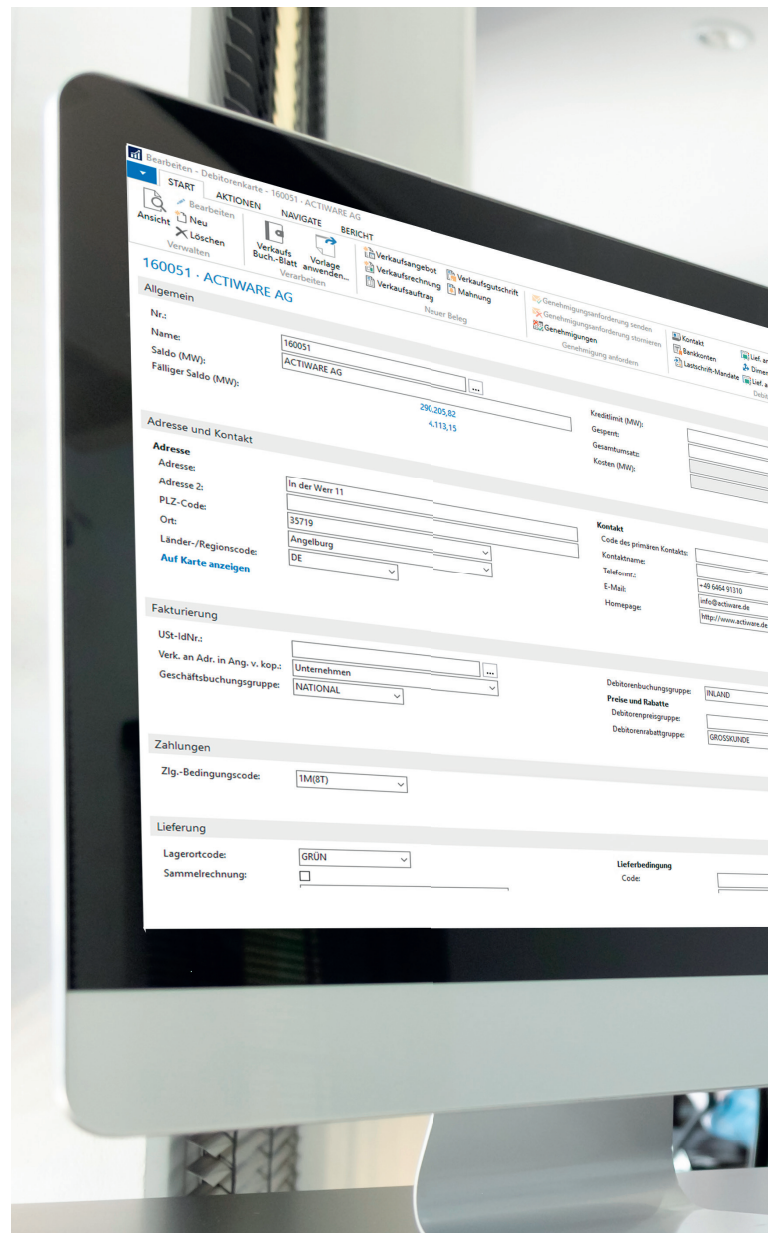 Bearbeiten - Debitorenkarte - 160051 · ACTIWARE AG
START AKTIONEN NAVIGATE BERICHT
Ansicht
Bearbeiten
Neu
Löschen
Verwalten
Verkaufs Buch.-Blatt
Vorlage anwenden...
Verarbeiten
Verkaufsangebot
Verkaufsrechnung
Verkaufsauftrag
Verkaufsgutschrift
Mahnung
Neuer Beleg
Genehmigungsanforderung senden
Genehmigungsanforderung stornieren
Genehmigungen
Genehmigung anfordern
Kontakt
Bankkonten
Lastschrift-Mandate
160051 · ACTIWARE AG
Allgemein
Nr.: 160051 ...
Name: ACTIWARE AG
Saldo (MW):
Fälliger Saldo (MW):
Kreditlimit (MW):
Gesperrt:
Gesamtumsatz:
Kosten (MW):
Adresse und Kontakt
Adresse
Adresse: In der Werr 11
Adresse 2:
PLZ-Code: 35719
Ort: Angelburg
Länder-/Regionscode: DE
Auf Karte anzeigen
Kontakt
Code des primären Kontakts:
Kontaktname:
Telefonnr.: +49 6464 91310
E-Mail: info@actiware.de
Homepage: http://www.actiware.de
Fakturierung
USt-IdNr.: ...
Verk. an Adr. in Ang. v. kop.: Unternehmen
Geschäftsbuchungsgruppe: NATIONAL
Debitorenbuchungsgruppe: INLAND
Preise und Rabatte
Debitorenpreisgruppe:
Debitorenrabattgruppe: GROSSKUNDE
Zahlungen
Zlg.-Bedingungscode: 1M(8T)
Lieferung
Lagerortcode: GRÜN
Sammelrechnung:
Lieferbedingung
Code: